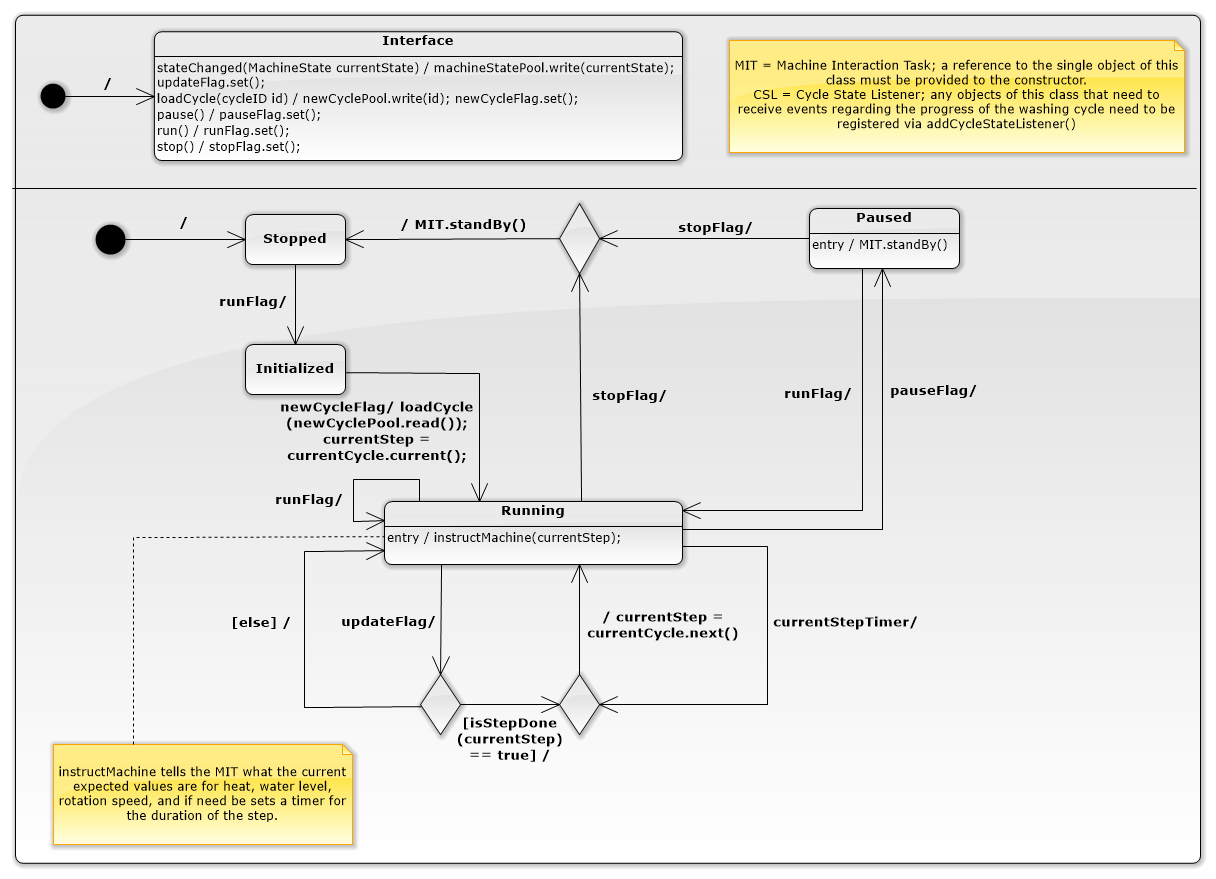 Interface
/
stateChanged(MachineState currentState) / machineStatePool.write(currentState);
updateFlag.set();
loadCycle(cycleID id) / newCyclePool.write(id); newCycleFlag.set();
pause() / pauseFlag.set();
run() / runFlag.set();
stop() / stopFlag.set();
MIT = Machine Interaction Task; a reference to the single object of this
class must be provided to the constructor.
CSL = Cycle State Listener; any objects of this class that need to
receive events regarding the progress of the washing cycle need to be
registered via addCycleStateListener()
/
Stopped
/ MIT.standBy()
stopFlag/
Paused
entry / MIT.standBy()
runFlag/
Initialized
newCycleFlag/ loadCycle
(newCyclePool.read());
currentStep =
currentCycle.current();
stopFlag/
runFlag/
pauseFlag/
runFlag/
Running
entry / instructMachine(currentStep);
[else] /
updateFlag/
/ currentStep =
currentCycle.next()
currentStepTimer/
[isStepDone
(currentStep)
== true] /
instructMachine tells the MIT what the current
expected values are for heat, water level,
rotation speed, and if need be sets a timer for
the duration of the step.